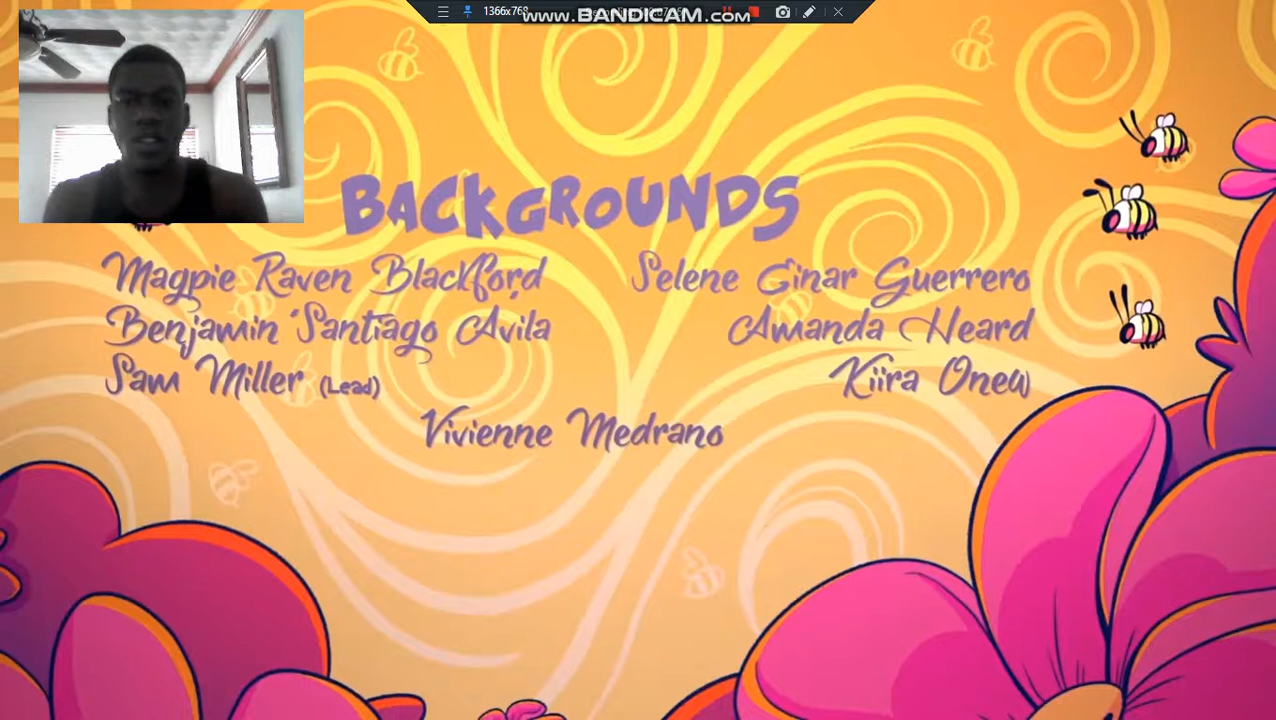 1366x768
www.BANDICAM.com
BACKGROUNDS
Magpie Raven Blackford
Selene Einar Guerrero
Benjamin Santiago Avila
Amanda Heard
Sam Miller (Lead)
Kiira Onew
Vivienne Medrano